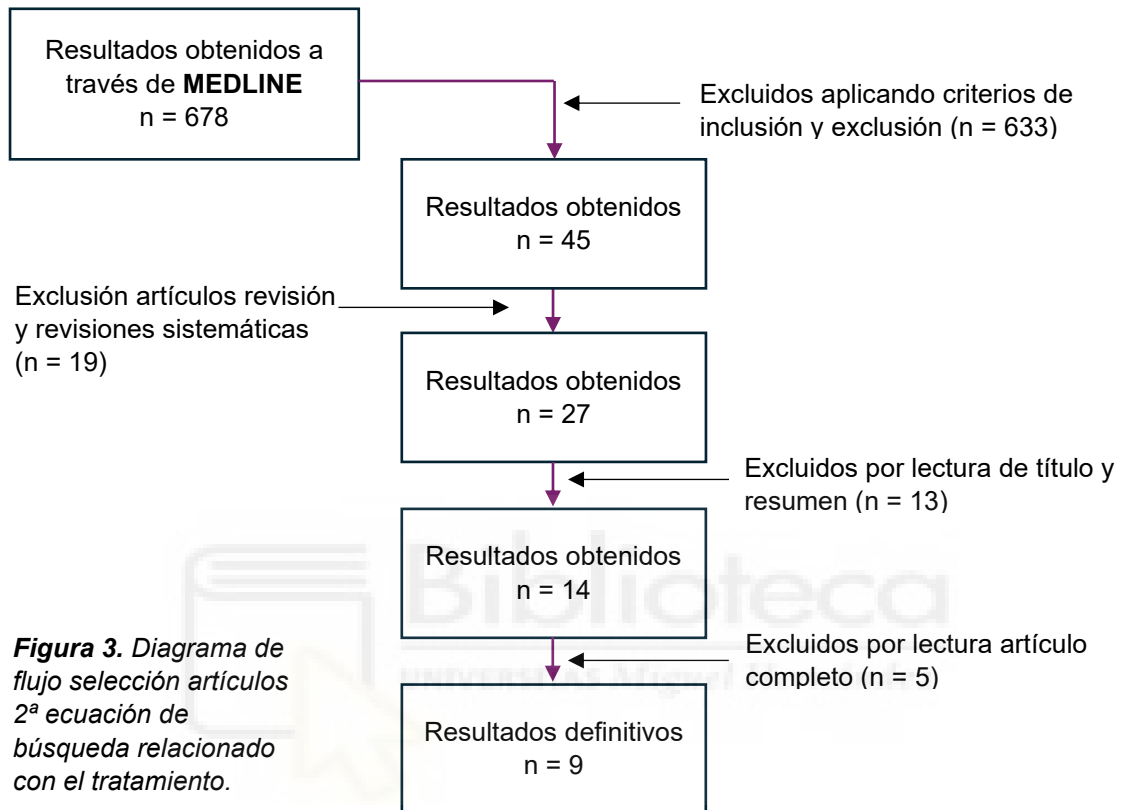 Resultados obtenidos a
través de MEDLINE
n = 678
Excluidos aplicando criterios de
inclusión y exclusión (n = 633)
Resultados obtenidos
n = 45
Exclusión artículos revisión
y revisiones sistemáticas
(n = 19)
Resultados obtenidos
n = 27
Excluidos por lectura de título y
resumen (n = 13)
Resultados obtenidos
n = 14
Biblioteca
UNIVERSITAS Miguel
Excluidos por lectura artículo
completo (n = 5)
Figura 3. Diagrama de
flujo selección artículos
2ª ecuación de
búsqueda relacionado
con el tratamiento.
Resultados definitivos
n = 9